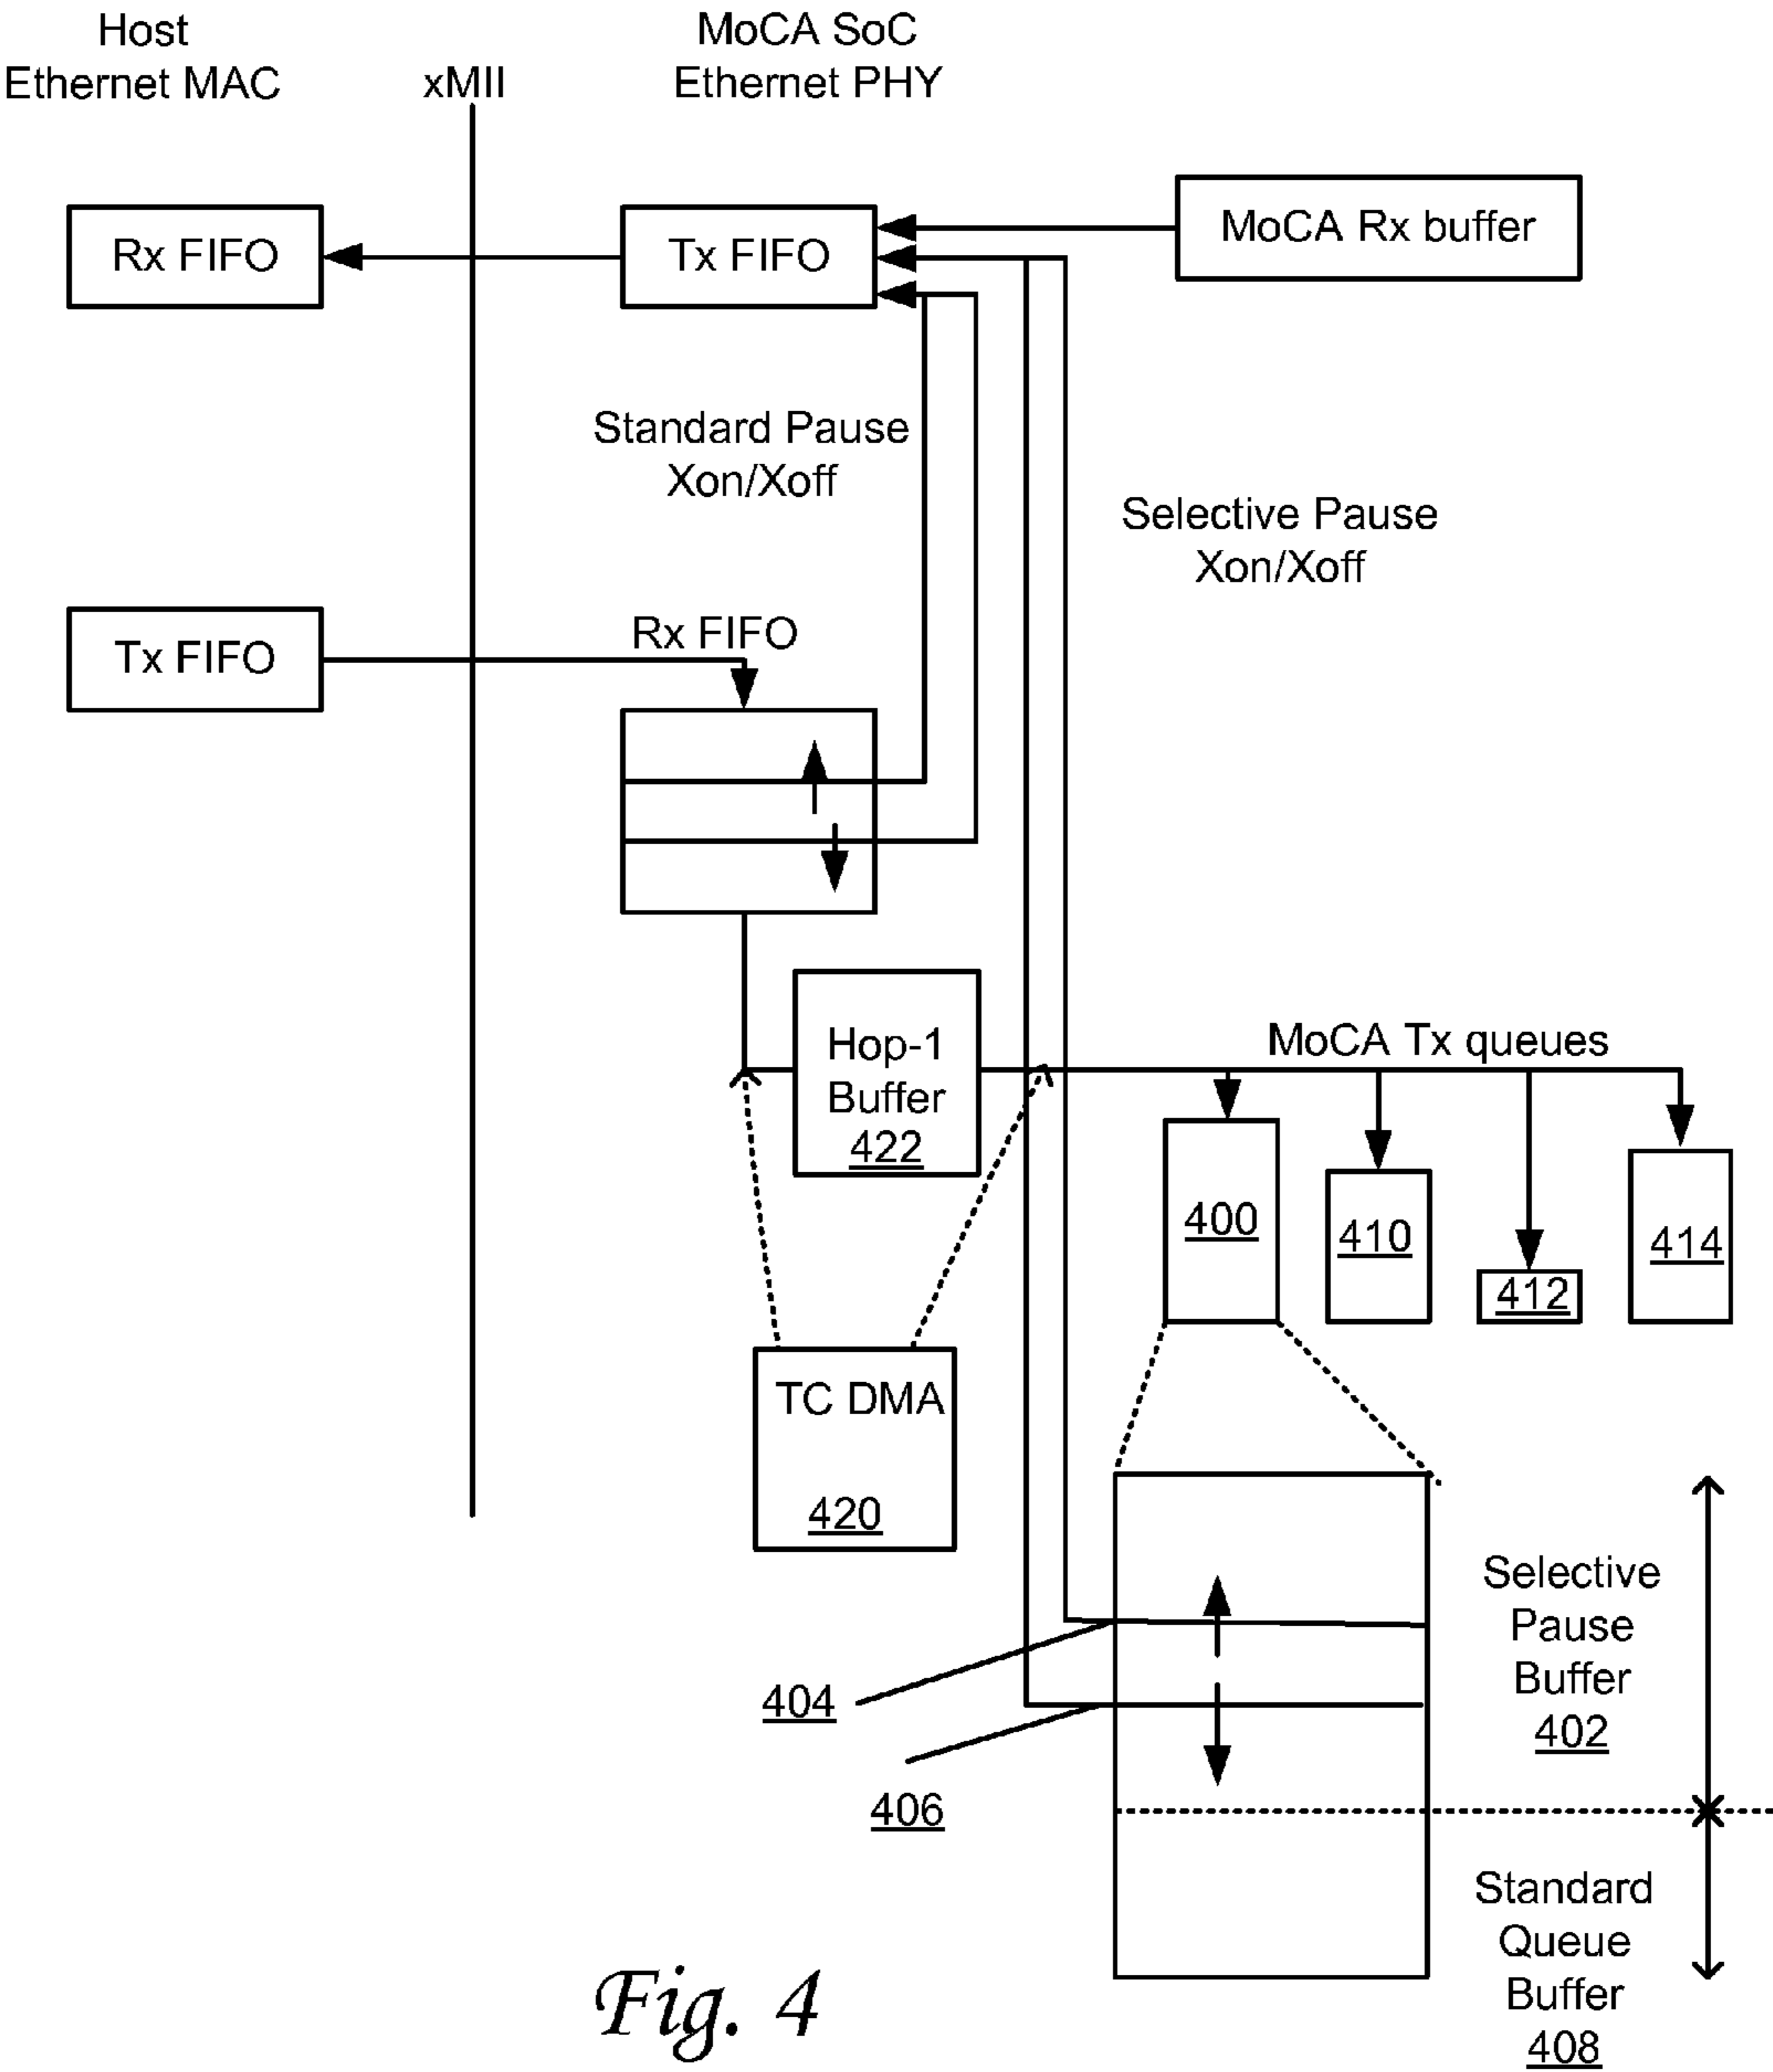 Host
Ethernet MAC
xMII
MoCA SoC
Ethernet PHY
Rx FIFO
Tx FIFO
MoCA Rx buffer
Standard Pause
Xon/Xoff
Selective Pause
Xon/Xoff
Tx FIFO
Rx FIFO
Hop-1
Buffer
422
MoCA Tx queues
400
410
412
414
TC DMA
420
404
406
Selective
Pause
Buffer
402
Standard
Queue
Buffer
408
Fig. 4